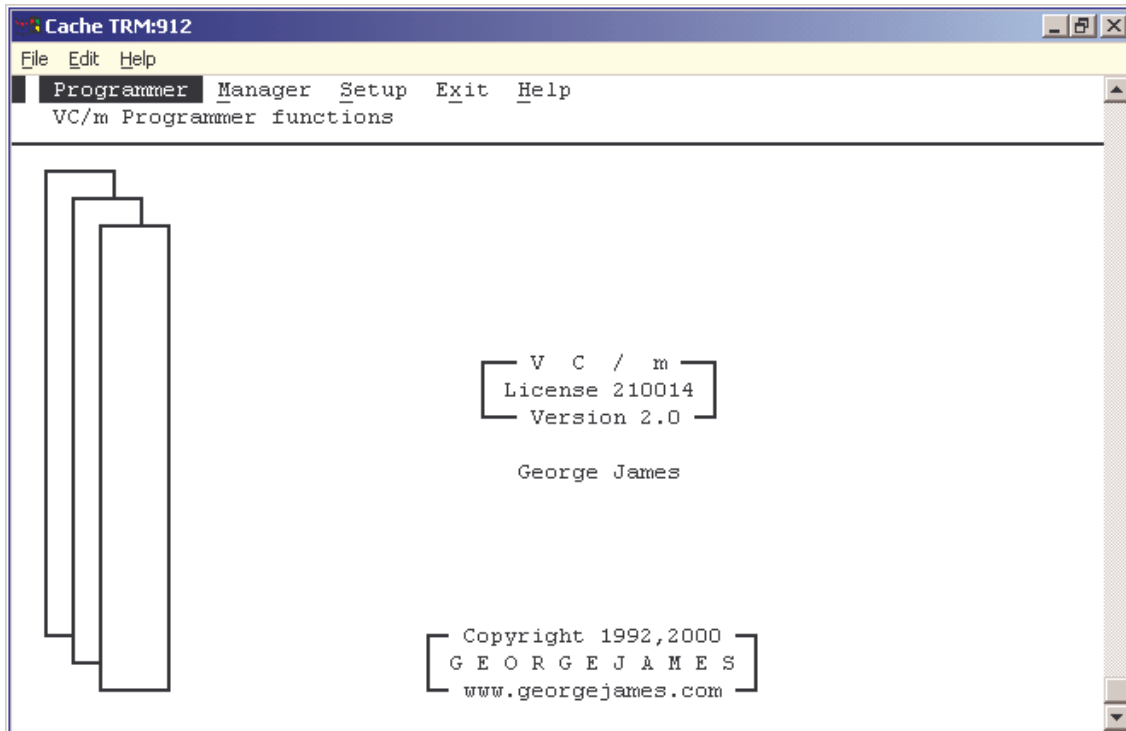 Cache TRM:912
File Edit Help
Programmer Manager Setup Exit Help
VC/m Programmer functions
V C / m
License 210014
Version 2.0
George James
Copyright 1992,2000
G E O R G E J A M E S
www.georgejames.com